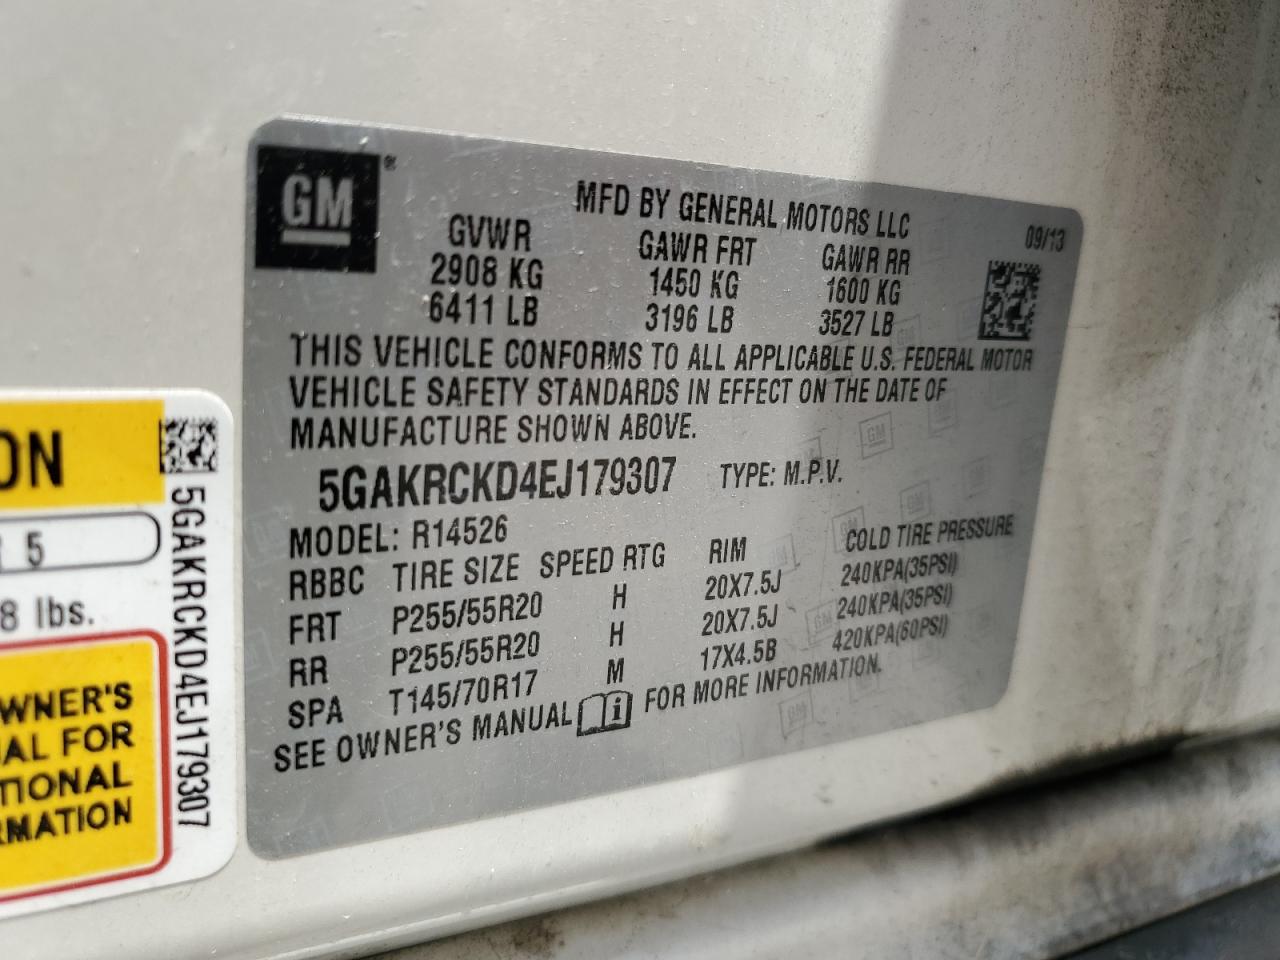 GM
MFD BY GENERAL MOTORS LLC
09/13
GVWR GAWR FRT GAWR RR
2908 KG 1450 KG 1600 KG
6411 LB 3196 LB 3527 LB
THIS VEHICLE CONFORMS TO ALL APPLICABLE U.S. FEDERAL MOTOR
VEHICLE SAFETY STANDARDS IN EFFECT ON THE DATE OF
MANUFACTURE SHOWN ABOVE.
5GAKRCKD4EJ179307 TYPE: M.P.V.
MODEL: R14526
RBBC TIRE SIZE SPEED RTG RIM COLD TIRE PRESSURE
FRT P255/55R20 H 20X7.5J 240KPA(35PSI)
RR P255/55R20 H 20X7.5J 240KPA(35PSI)
SPA T145/70R17 M 17X4.5B 420KPA(60PSI)
SEE OWNER'S MANUAL FOR MORE INFORMATION.
ON
R 5
8 lbs.
WNER'S
AL FOR
TIONAL
RMATION
5GAKRCKD4EJ179307